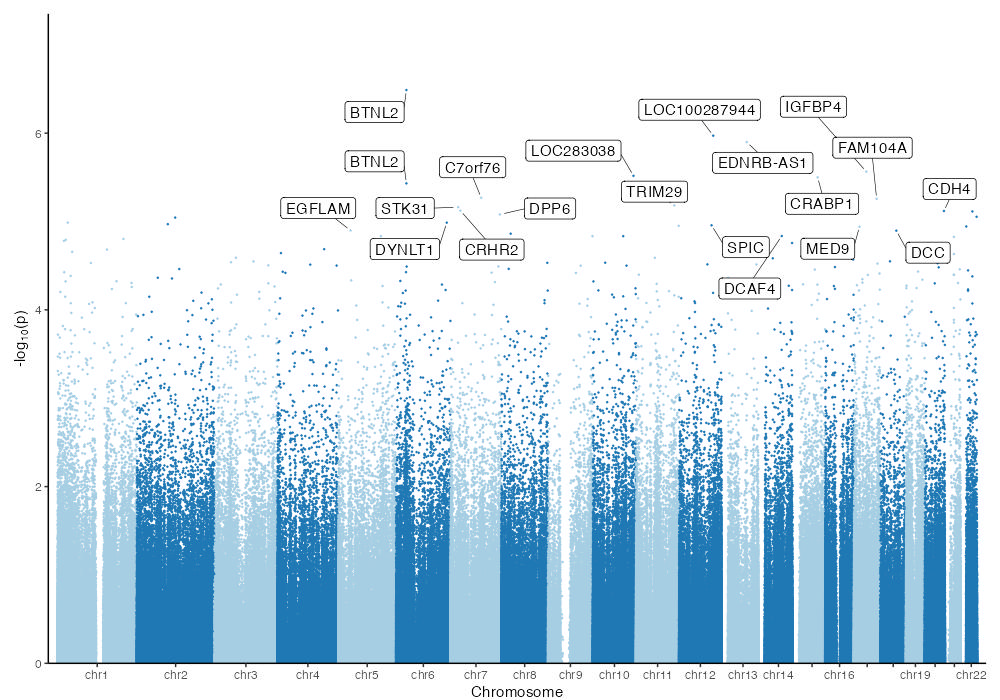 BTNL2
LOC100287944
IGFBP4
BTNL2
C7orf76
LOC283038
EDNRB-AS1
FAM104A
EGFLAM
STK31
DPP6
TRIM29
CRABP1
CDH4
DYNLT1
CRHR2
SPIC
MED9
DCC
DCAF4
-log10(p)
6
4
2
0
chr1
chr2
chr3
chr4
chr5
chr6
chr7
chr8
chr9
chr10
chr11
chr12
chr13
chr14
chr16
chr19
chr22
Chromosome